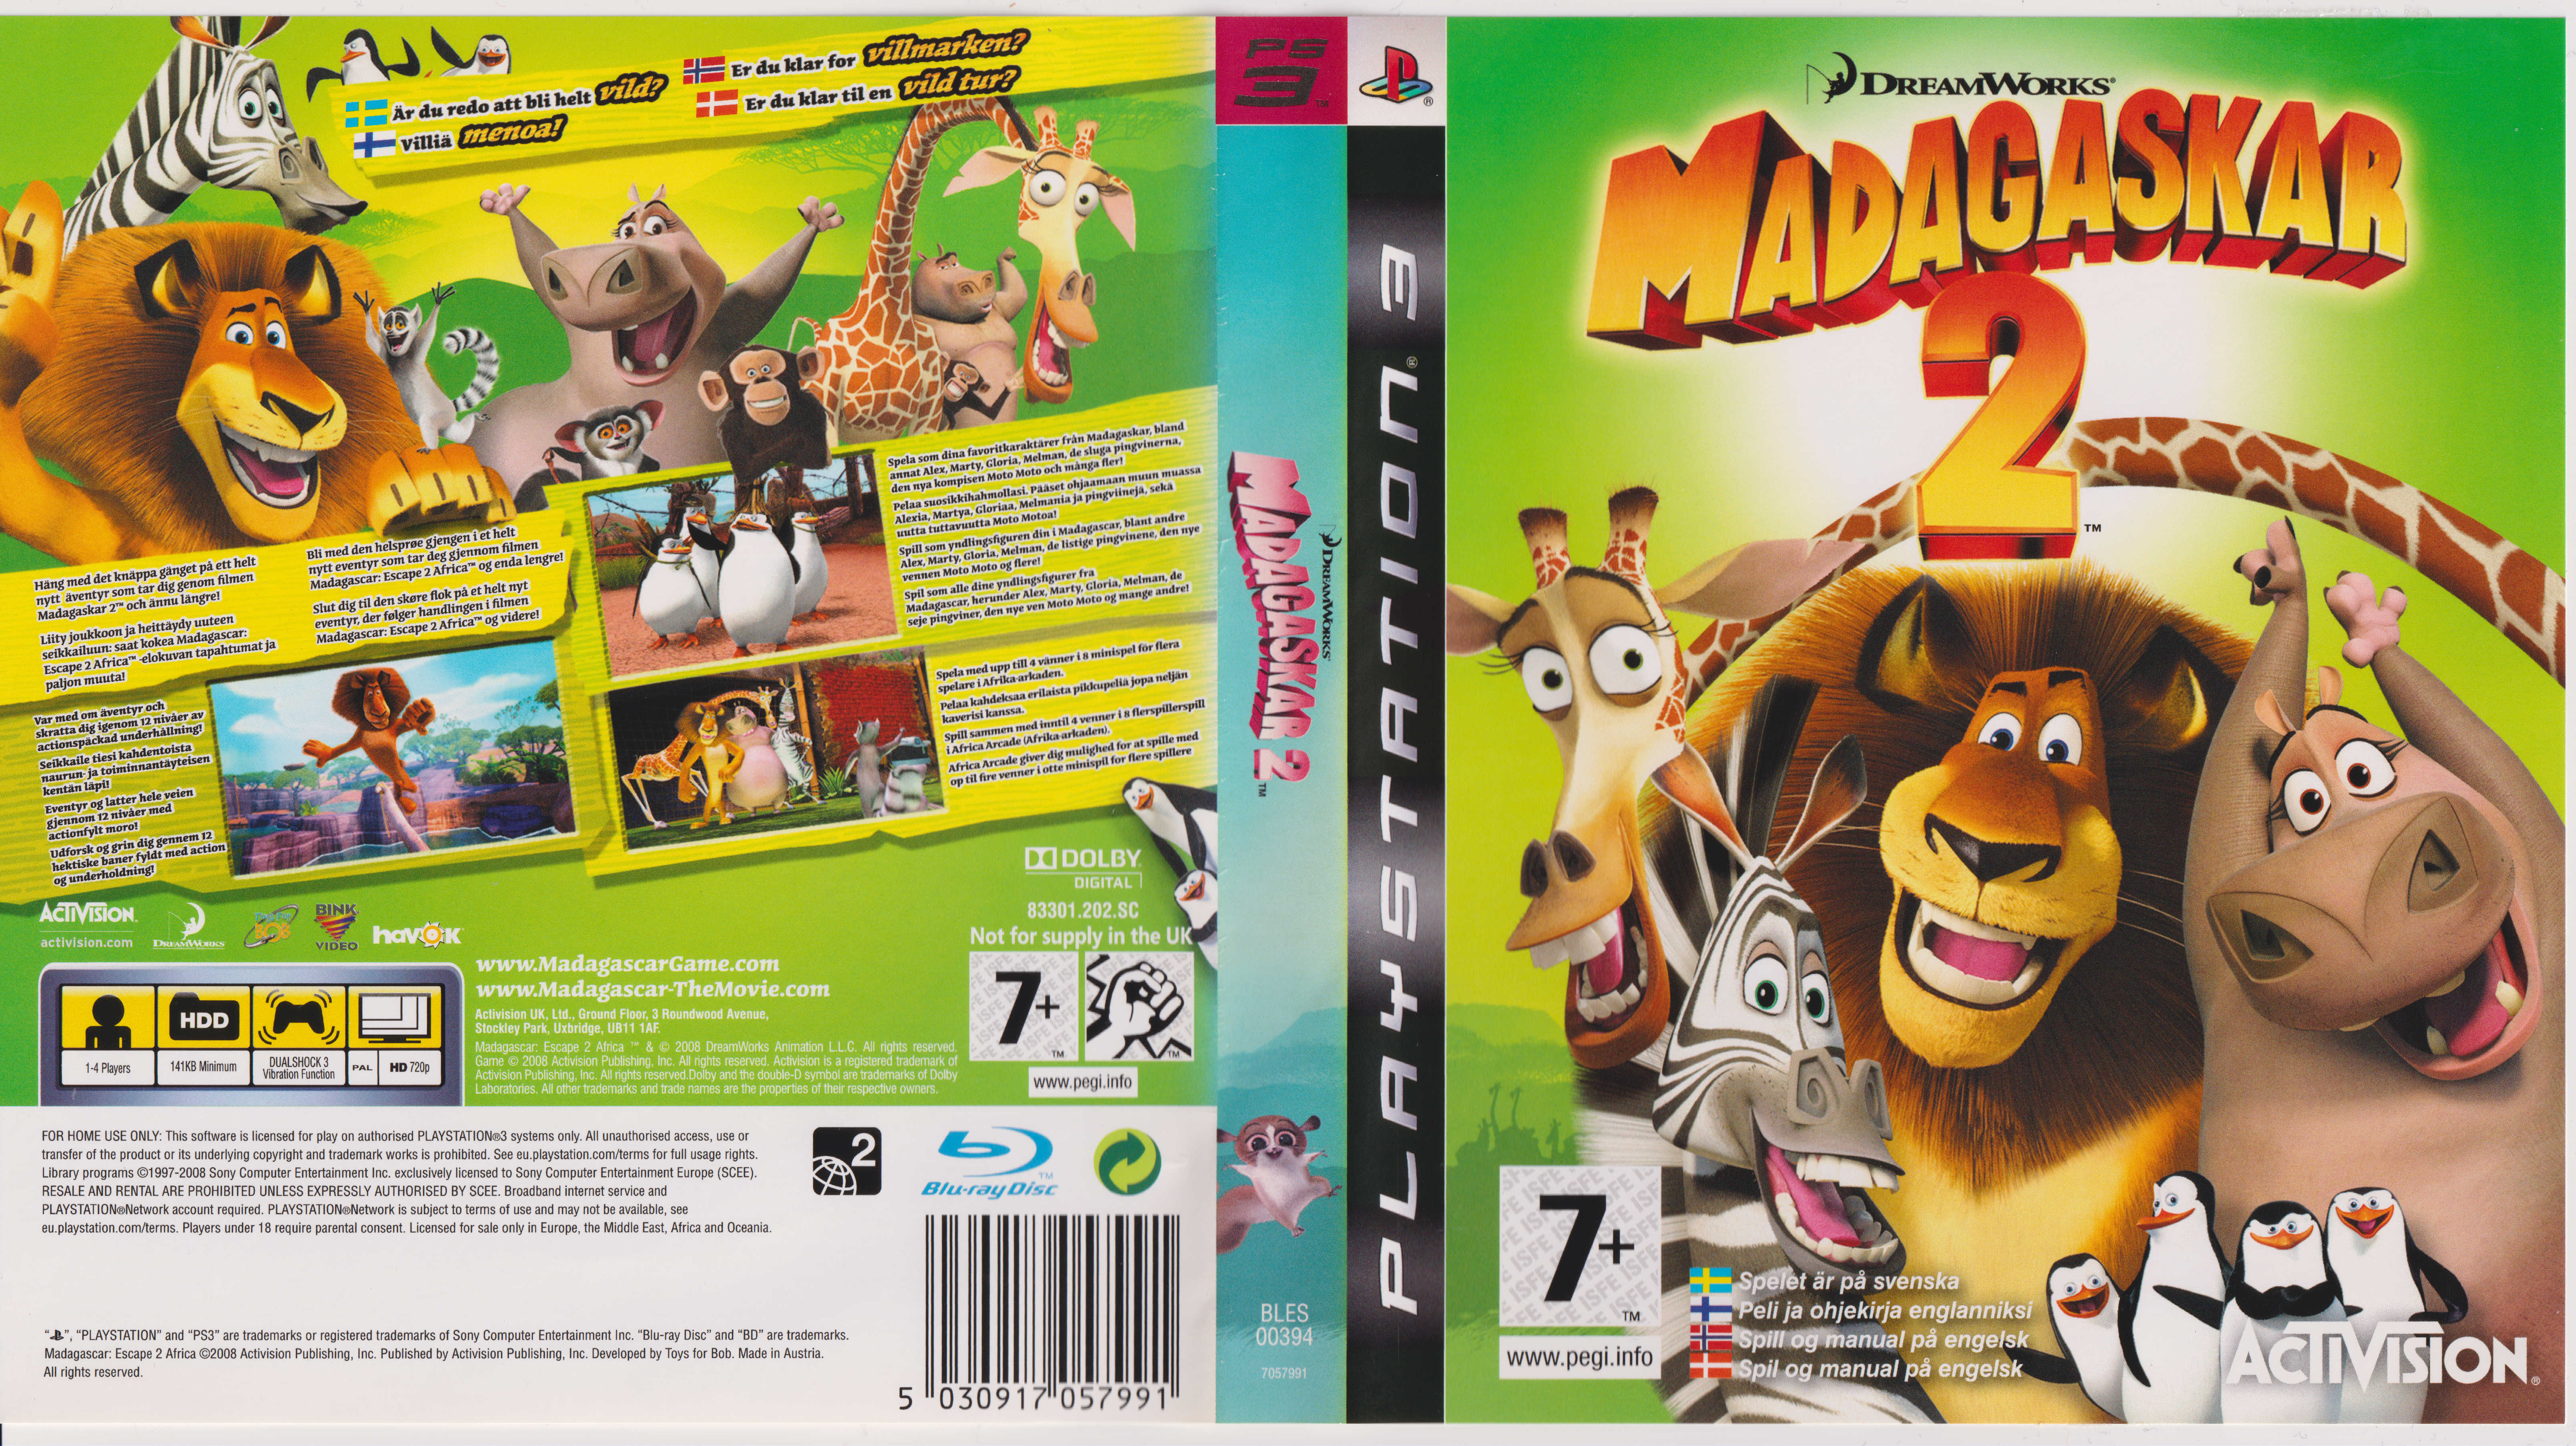 Är du redo att bli helt vild?
Villiä menoa!
Er du klar for villmarken?
Er du klar til en vild tur?
Häng med det knäppa gänget på ett helt
nytt äventyr som tar dig genom filmen
Madagaskar 2™ och ännu längre!
Liity joukkoon ja heittäydy uuteen
seikkailuun: saat kokea Madagascar:
Escape 2 Africa™ -elokuvan tapahtumat ja
paljon muuta!
Bli med den helsprøe gjengen i et helt
nytt eventyr som tar deg gjennom filmen
Madagascar: Escape 2 Africa™ og enda lengre!
Slut dig til den skøre flok på et helt nyt
eventyr, der følger handlingen i filmen
Madagascar: Escape 2 Africa™ og videre!
Spela som dina favoritkaraktärer från Madagaskar, bland
annat Alex, Marty, Gloria, Melman, de sluga pingvinerna,
den nya kompisen Moto Moto och många fler!
Pelaa suosikkihahmollasi. Pääset ohjaamaan muun muassa
Alexia, Martya, Gloriaa, Melmania ja pingviinejä, sekä
uutta tuttavuutta Moto Motoa!
Spill som yndlingsfiguren din i Madagascar, blant andre
Alex, Marty, Gloria, Melman, de listige pingvinene, den nye
vennen Moto Moto og flere!
Spil som alle dine yndlingsfigurer fra
Madagascar, herunder Alex, Marty, Gloria, Melman, de
seje pingviner, den nye ven Moto Moto og mange andre!
Var med om äventyr och
skratta dig igenom 12 nivåer av
actionspäckad underhållning!
Seikkaile tiesi kahdentoista
naurun- ja toiminnantäyteisen
kentän läpi!
Eventyr og latter hele veien
gjennom 12 nivåer med
actionfylt moro!
Udforsk og grin dig gennem 12
hektiske baner fyldt med action
og underholdning!
Spela med upp till 4 vänner i 8 minispel för flera
spelare i Afrika-arkaden.
Pelaa kahdeksaa erilaista pikkupeliä jopa neljän
kaverisi kanssa.
Spill sammen med inntil 4 venner i 8 flerspillerspill
i Africa Arcade (Afrika-arkaden).
Africa Arcade giver dig mulighed for at spille med
op til fire venner i otte minispil for flere spillere
DOLBY
DIGITAL
83301.202.SC
Not for supply in the UK
ACTIVISION.
activision.com
DREAMWORKS
TOYS FOR BOB
BINK
VIDEO
havok
www.MadagascarGame.com
www.Madagascar-TheMovie.com
Activision UK, Ltd., Ground Floor, 3 Roundwood Avenue,
Stockley Park, Uxbridge, UB11 1AF.
Madagascar: Escape 2 Africa ™ & © 2008 DreamWorks Animation L.L.C. All rights reserved.
Game © 2008 Activision Publishing, Inc. All rights reserved. Activision is a registered trademark of
Activision Publishing, Inc. All rights reserved.Dolby and the double-D symbol are trademarks of Dolby
Laboratories. All other trademarks and trade names are the properties of their respective owners.
7+ ™
™
www.pegi.info
HDD
1-4 Players
141KB Minimum
DUALSHOCK 3
Vibration Function
PAL
HD 720p
FOR HOME USE ONLY: This software is licensed for play on authorised PLAYSTATION®3 systems only. All unauthorised access, use or
transfer of the product or its underlying copyright and trademark works is prohibited. See eu.playstation.com/terms for full usage rights.
Library programs ©1997-2008 Sony Computer Entertainment Inc. exclusively licensed to Sony Computer Entertainment Europe (SCEE).
RESALE AND RENTAL ARE PROHIBITED UNLESS EXPRESSLY AUTHORISED BY SCEE. Broadband internet service and
PLAYSTATION®Network account required. PLAYSTATION®Network is subject to terms of use and may not be available, see
eu.playstation.com/terms. Players under 18 require parental consent. Licensed for sale only in Europe, the Middle East, Africa and Oceania.
2
Blu-ray Disc™
" ", "PLAYSTATION" and "PS3" are trademarks or registered trademarks of Sony Computer Entertainment Inc. "Blu-ray Disc" and "BD" are trademarks.
Madagascar: Escape 2 Africa ©2008 Activision Publishing, Inc. Published by Activision Publishing, Inc. Developed by Toys for Bob. Made in Austria.
All rights reserved.
5 030917 057991
PS3™
DREAMWORKS
MADAGASKAR 2™
BLES
00394
7057991
PLAYSTATION 3®
DREAMWORKS®
MADAGASKAR
2™
7+ ™
www.pegi.info
Spelet är på svenska
Peli ja ohjekirja englanniksi
Spill og manual på engelsk
Spil og manual på engelsk
ACTIVISION®